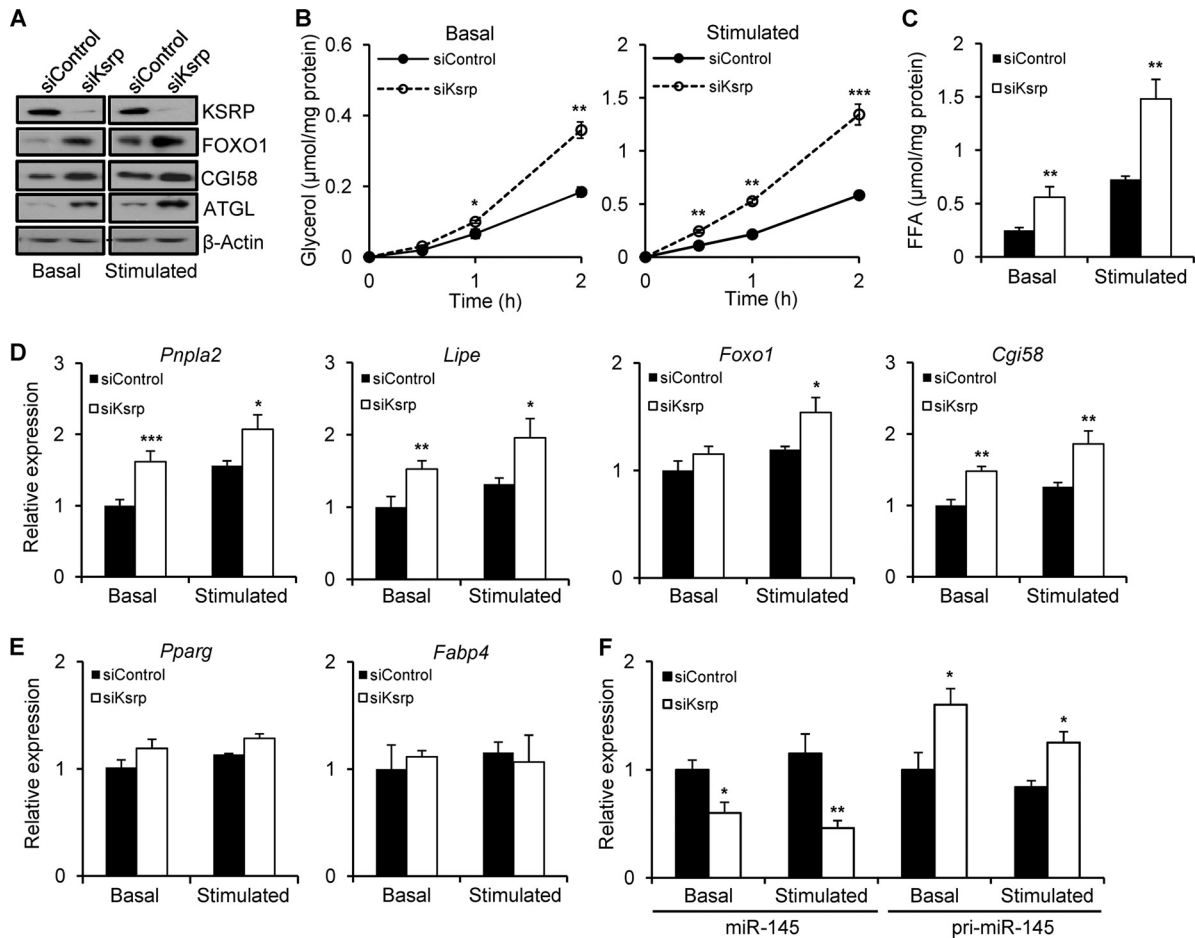 A
siControl
siKsrp
siControl
siKsrp
KSRP
FOXO1
CGI58
ATGL
β-Actin
Basal
Stimulated
B
Basal
siControl
siKsrp
Glycerol (μmol/mg protein)
0.6
0.4
0.2
0
*
**
0
1
2
Time (h)
Stimulated
siControl
siKsrp
2
1.5
1
0.5
0
**
**
***
0
1
2
Time (h)
C
FFA (μmol/mg protein)
siControl
siKsrp
2
1.5
1
0.5
0
**
**
Basal
Stimulated
D
Relative expression
Pnpla2
siControl
siKsrp
3
2
1
0
***
*
Basal
Stimulated
Lipe
siControl
siKsrp
3
2
1
0
**
*
Basal
Stimulated
Foxo1
siControl
siKsrp
2
1
0
*
Basal
Stimulated
Cgi58
siControl
siKsrp
3
2
1
0
**
**
Basal
Stimulated
E
Relative expression
Pparg
siControl
siKsrp
2
1
0
Basal
Stimulated
Fabp4
siControl
siKsrp
2
1
0
Basal
Stimulated
F
Relative expression
siControl
siKsrp
2
1
0
*
**
*
*
Basal
Stimulated
Basal
Stimulated
miR-145
pri-miR-145